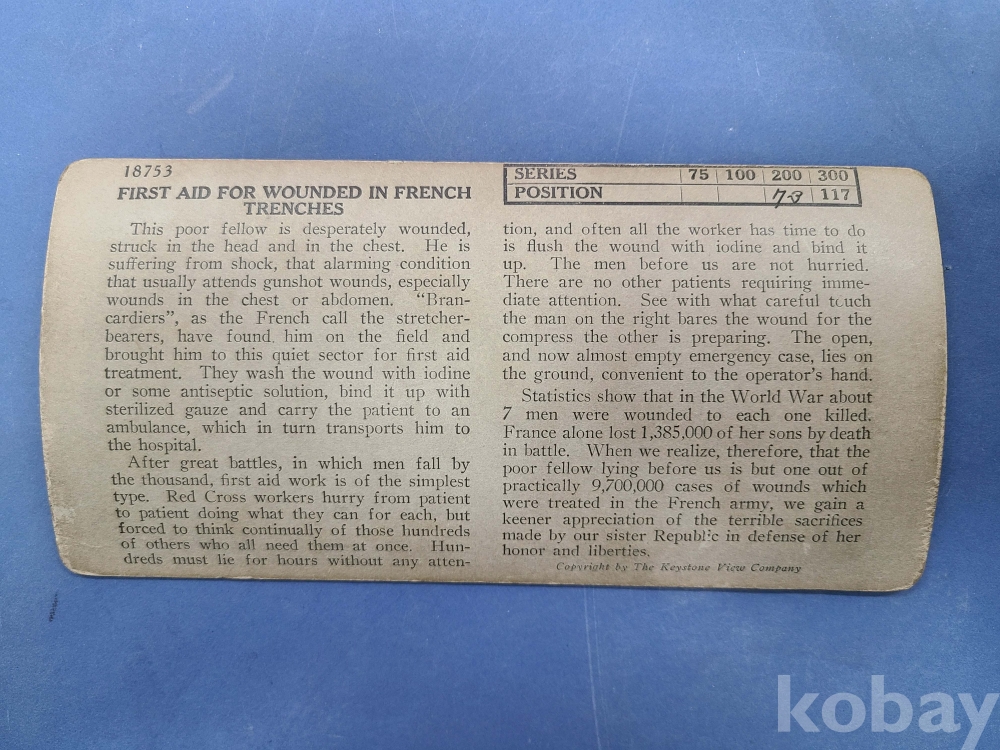 18753
FIRST AID FOR WOUNDED IN FRENCH
TRENCHES
This poor fellow is desperately wounded,
struck in the head and in the chest. He is
suffering from shock, that alarming condition
that usually attends gunshot wounds, especially
wounds in the chest or abdomen. “Bran-
cardiers”, as the French call the stretcher-
bearers, have found him on the field and
brought him to this quiet sector for first aid
treatment. They wash the wound with iodine
or some antiseptic solution, bind it up with
sterilized gauze and carry the patient to an
ambulance, which in turn transports him to
the hospital.
After great battles, in which men fall by
the thousand, first aid work is of the simplest
type. Red Cross workers hurry from patient
to patient doing what they can for each, but
forced to think continually of those hundreds
of others who all need them at once. Hun-
dreds must lie for hours without any atten-
SERIES 75 100 200 300
POSITION 73 117
tion, and often all the worker has time to do
is flush the wound with iodine and bind it
up. The men before us are not hurried.
There are no other patients requiring imme-
diate attention. See with what careful touch
the man on the right bares the wound for the
compress the other is preparing. The open,
and now almost empty emergency case, lies on
the ground, convenient to the operator's hand.
Statistics show that in the World War about
7 men were wounded to each one killed.
France alone lost 1,385,000 of her sons by death
in battle. When we realize, therefore, that the
poor fellow lying before us is but one out of
practically 9,700,000 cases of wounds which
were treated in the French army, we gain a
keener appreciation of the terrible sacrifices
made by our sister Republic in defense of her
honor and liberties.
Copyright by The Keystone View Company
kobay